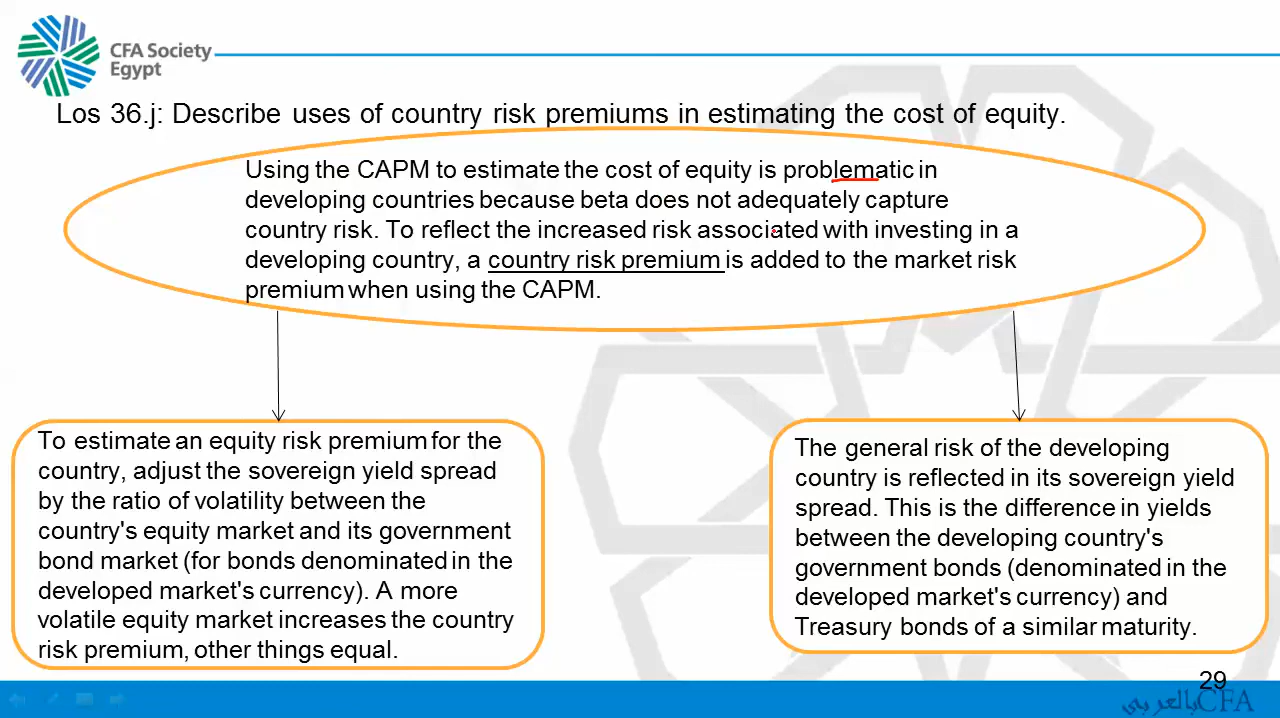 CFA Society
Egypt
Los 36.j: Describe uses of country risk premiums in estimating the cost of equity.
Using the CAPM to estimate the cost of equity is problematic in
developing countries because beta does not adequately capture
country risk. To reflect the increased risk associated with investing in a
developing country, a country risk premium is added to the market risk
premium when using the CAPM.
To estimate an equity risk premium for the
country, adjust the sovereign yield spread
by the ratio of volatility between the
country's equity market and its government
bond market (for bonds denominated in the
developed market's currency). A more
volatile equity market increases the country
risk premium, other things equal.
The general risk of the developing
country is reflected in its sovereign yield
spread. This is the difference in yields
between the developing country's
government bonds (denominated in the
developed market's currency) and
Treasury bonds of a similar maturity.
29
CFA بالعربي